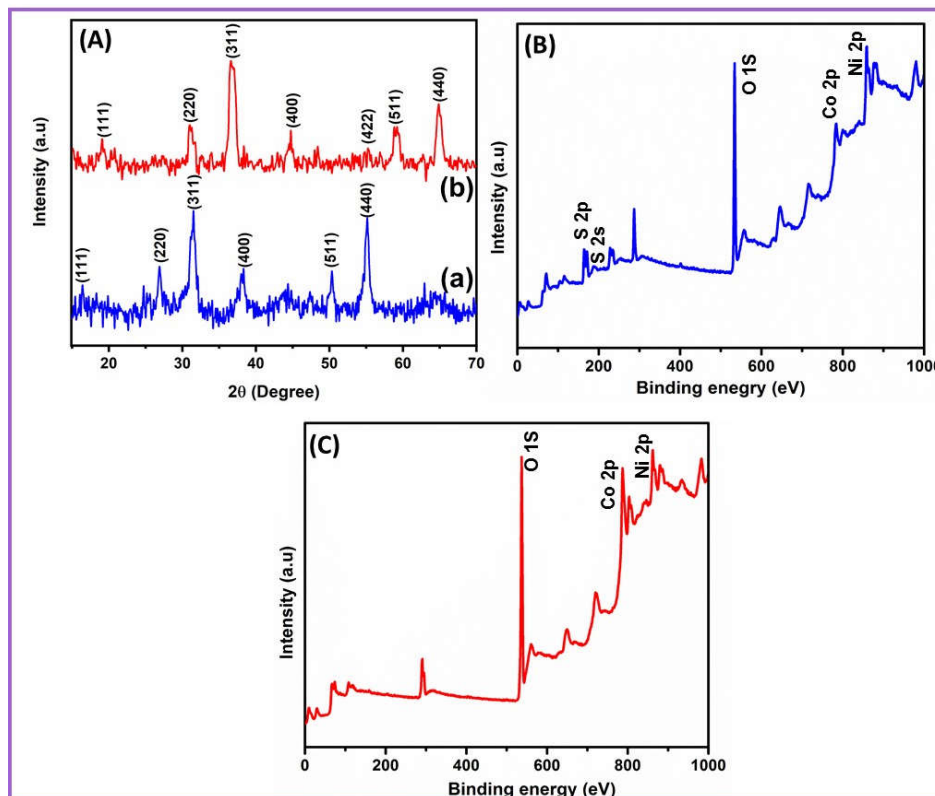 (A)
Intensity (a.u)
(111)
(220)
(311)
(400)
(422)
(511)
(440)
(b)
(111)
(220)
(311)
(400)
(511)
(440)
(a)
20 30 40 50 60 70
2θ (Degree)
(B)
Intensity (a.u)
S 2p
S 2s
O 1S
Co 2p
Ni 2p
0 200 400 600 800 1000
Binding enegry (eV)
(C)
Intensity (a.u)
O 1S
Co 2p
Ni 2p
0 200 400 600 800 1000
Binding energy (eV)